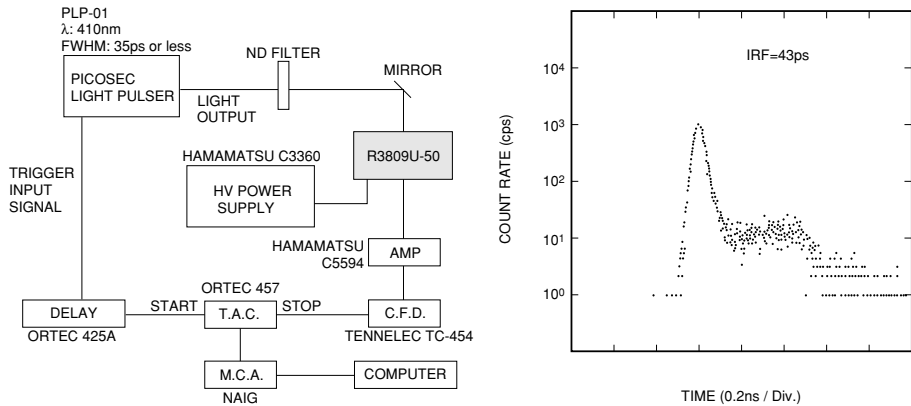 PLP-01
λ: 410nm
FWHM: 35ps or less
PICOSEC
LIGHT PULSER
ND FILTER
LIGHT
OUTPUT
MIRROR
TRIGGER
INPUT
SIGNAL
HAMAMATSU C3360
HV POWER
SUPPLY
R3809U-50
HAMAMATSU
C5594
AMP
DELAY
ORTEC 425A
START
ORTEC 457
T.A.C.
STOP
C.F.D.
TENNELEC TC-454
M.C.A.
NAIG
COMPUTER
IRF=43ps
COUNT RATE (cps)
10⁴
10³
10²
10¹
10⁰
TIME (0.2ns / Div.)